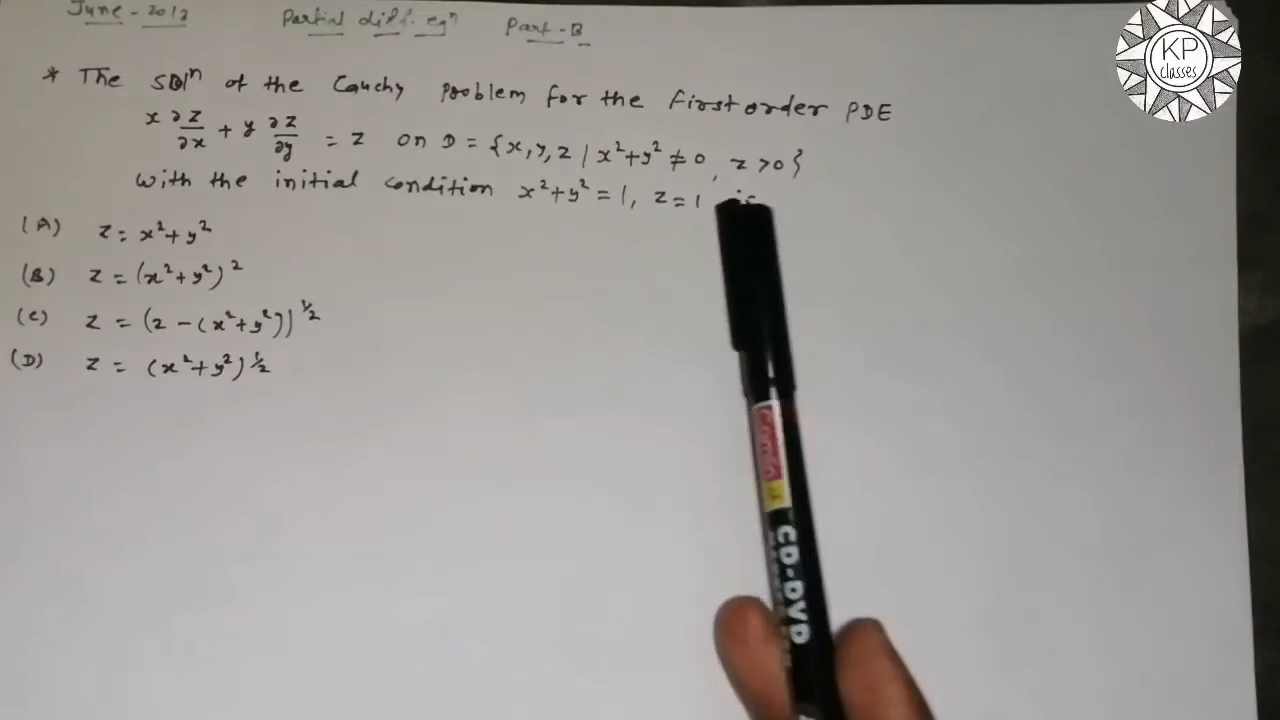 June - 2012 Partial diff. eqn Part-B
KP
classes
* The solⁿ of the Cauchy problem for the first order PDE
x ∂z/∂x + y ∂z/∂y = z on D = {x, y, z | x²+y² ≠ 0, z > 0}
with the initial condition x²+y² = 1, z = 1 is
(A) z = x²+y²
(B) z = (x²+y²)²
(C) z = (2-(x²+y²))^1/2
(D) z = (x²+y²)^1/2
CD-DVD